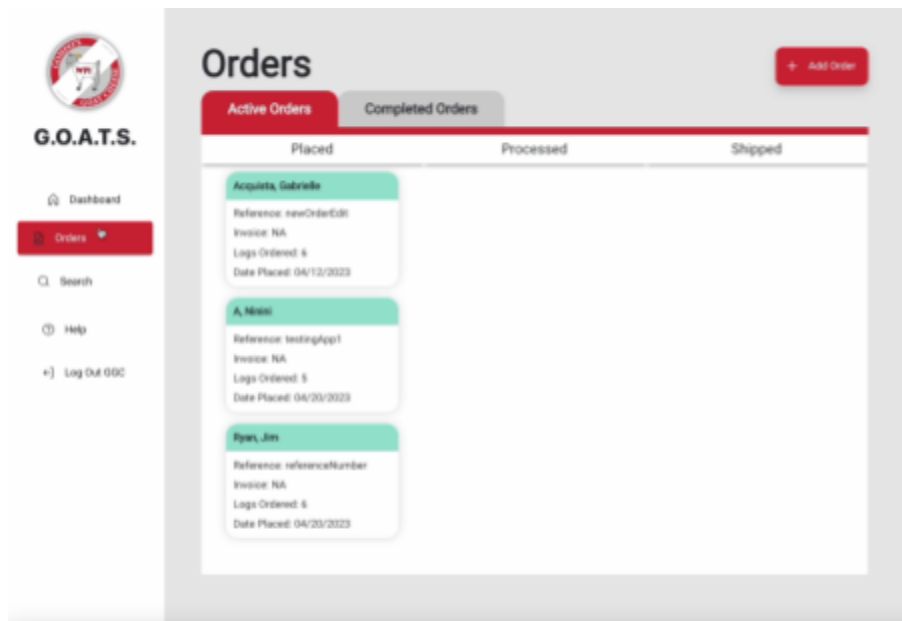 WPI
G.O.A.T.S.
Dashboard
Orders
Search
Help
Log Out GGC
Orders
+ Add Order
Active Orders
Completed Orders
Placed
Processed
Shipped
Acquista, Gabrielle
Reference: newOrderEdit
Invoice: NA
Logs Ordered: 6
Date Placed: 04/12/2023
A, Ninini
Reference: testingApp1
Invoice: NA
Logs Ordered: 5
Date Placed: 04/20/2023
Ryan, Jim
Reference: referenceNumber
Invoice: NA
Logs Ordered: 6
Date Placed: 04/20/2023